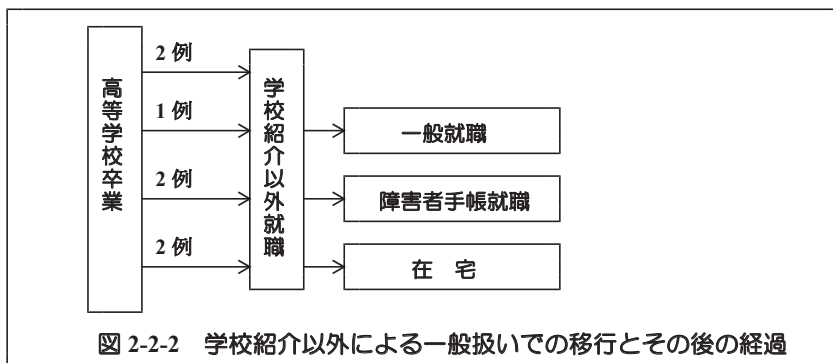 高等学校卒業
2 例
1 例
2 例
2 例
学校紹介以外就職
一般就職
障害者手帳就職
在 宅
図 2-2-2 学校紹介以外による一般扱いでの移行とその後の経過